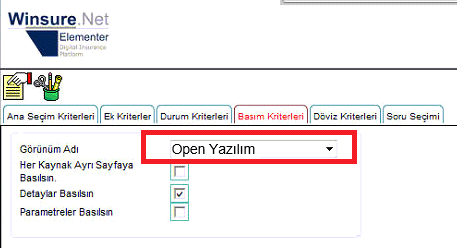 Winsure.Net
Elementer
Digital Insurance
Platform
Ana Seçim Kriterleri Ek Kriterler Durum Kriterleri Basım Kriterleri Döviz Kriterleri Soru Seçimi
Görünüm Adı Open Yazılım
Her Kaynak Ayrı Sayfaya
Basılsın.
Detaylar Basılsın
Parametreler Basılsın